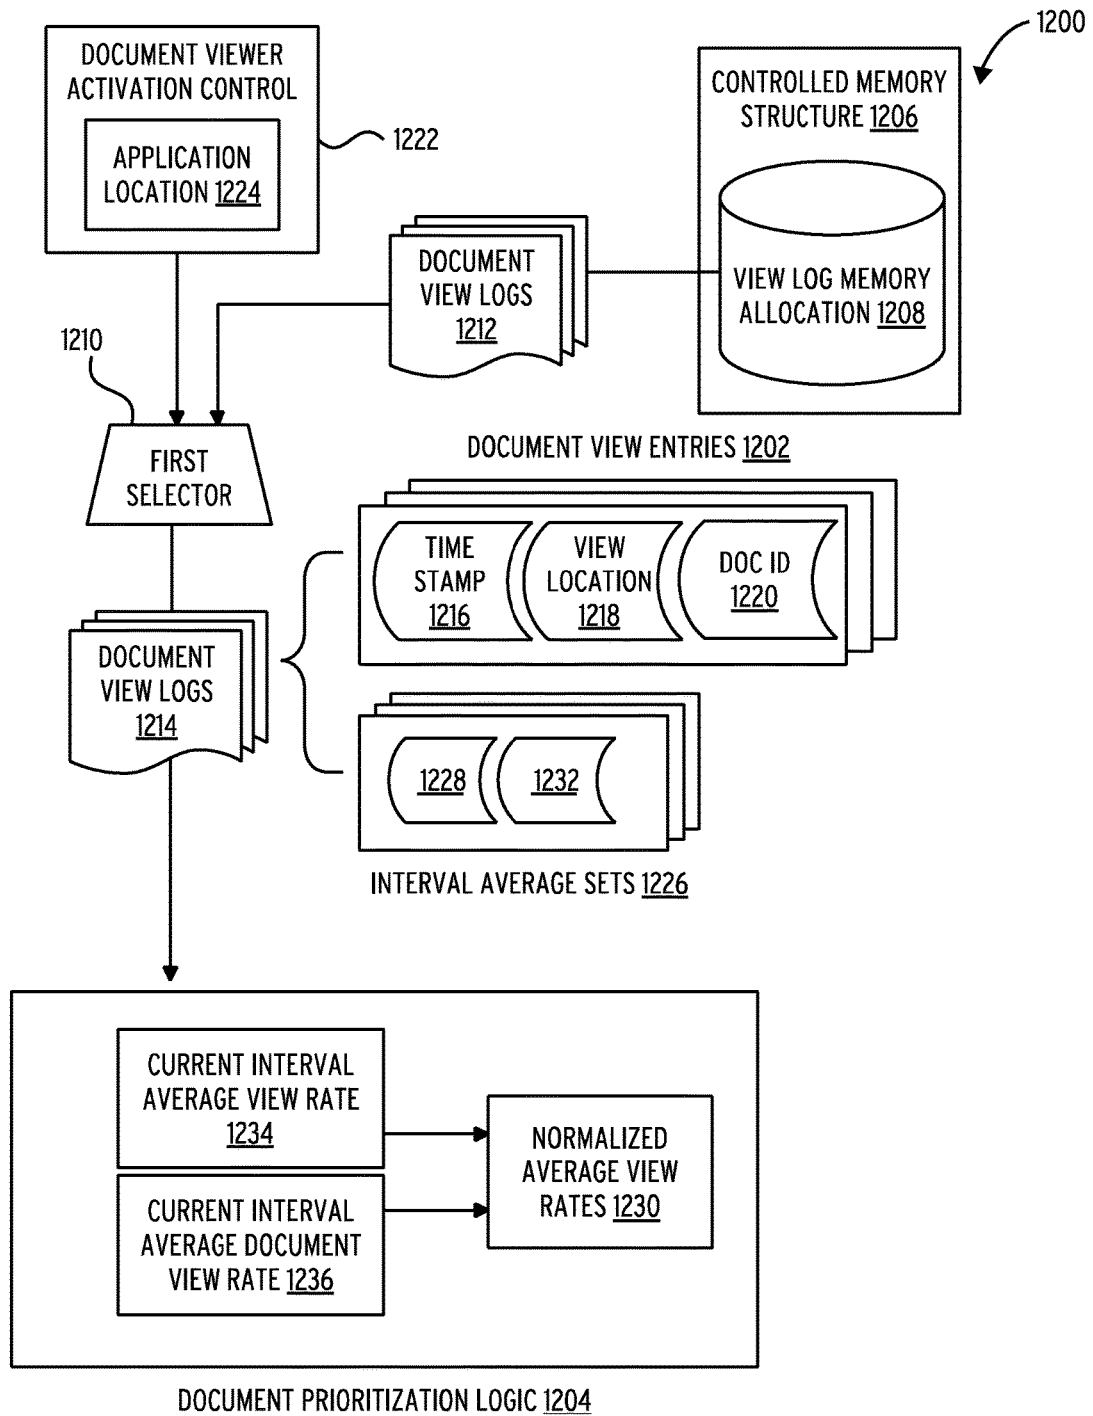 1200
DOCUMENT VIEWER
ACTIVATION CONTROL
APPLICATION
LOCATION 1224
1222
CONTROLLED MEMORY
STRUCTURE 1206
VIEW LOG MEMORY
ALLOCATION 1208
DOCUMENT
VIEW LOGS
1212
1210
FIRST
SELECTOR
DOCUMENT VIEW ENTRIES 1202
TIME
STAMP
1216
VIEW
LOCATION
1218
DOC ID
1220
DOCUMENT
VIEW LOGS
1214
1228
1232
INTERVAL AVERAGE SETS 1226
CURRENT INTERVAL
AVERAGE VIEW RATE
1234
CURRENT INTERVAL
AVERAGE DOCUMENT
VIEW RATE 1236
NORMALIZED
AVERAGE VIEW
RATES 1230
DOCUMENT PRIORITIZATION LOGIC 1204